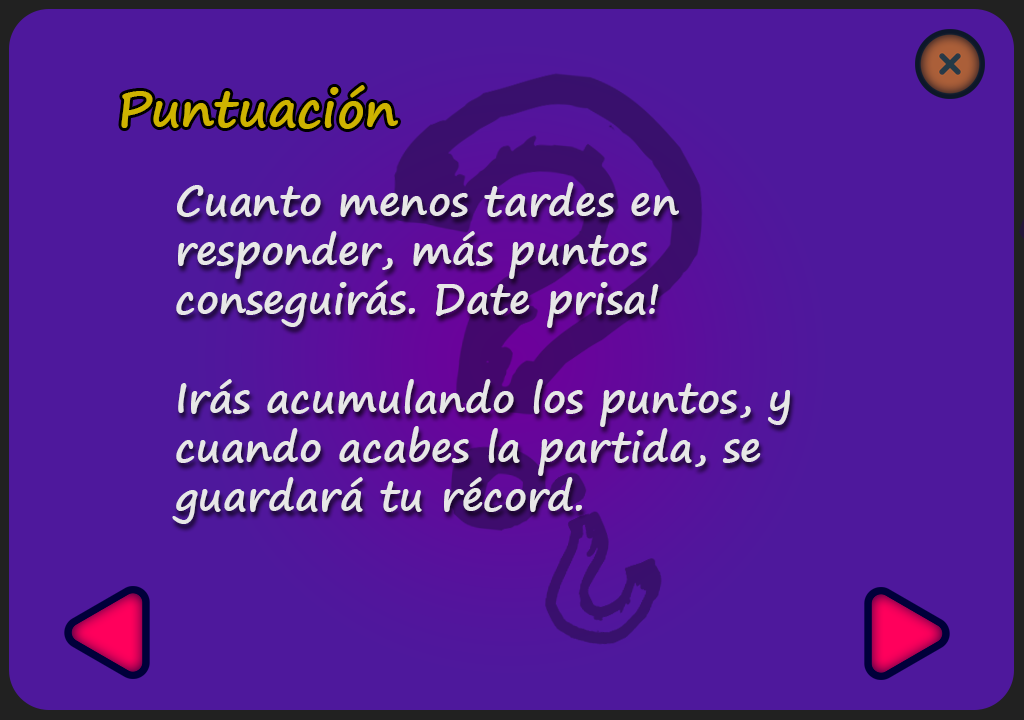 Puntuación
Cuanto menos tardes en
responder, más puntos
conseguirás. Date prisa!
Irás acumulando los puntos, y
cuando acabes la partida, se
guardará tu récord.